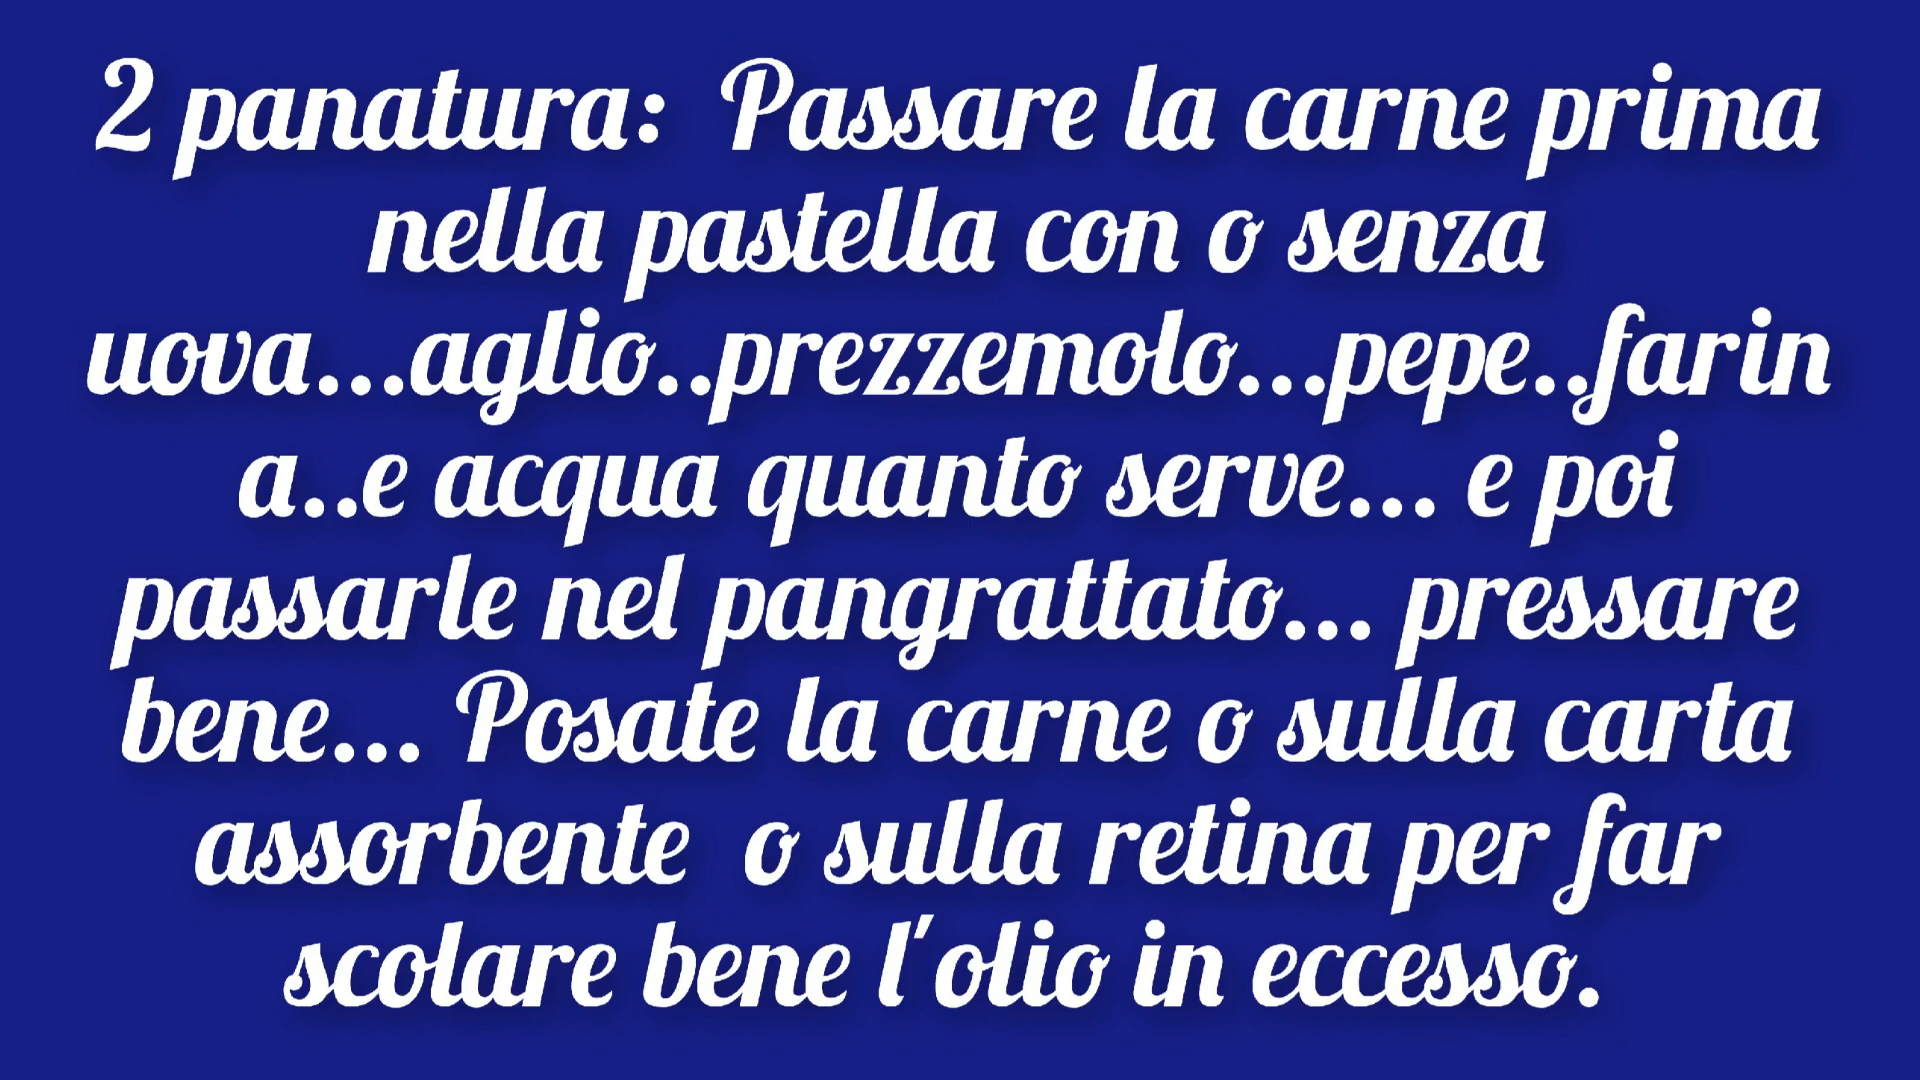 2 panatura:  Passare la carne prima
nella pastella con o senza
uova...aglio..prezzemolo...pepe..farin
a..e acqua quanto serve... e poi
passarle nel pangrattato... pressare
bene... Posate la carne o sulla carta
assorbente  o sulla retina per far
scolare bene l'olio in eccesso.